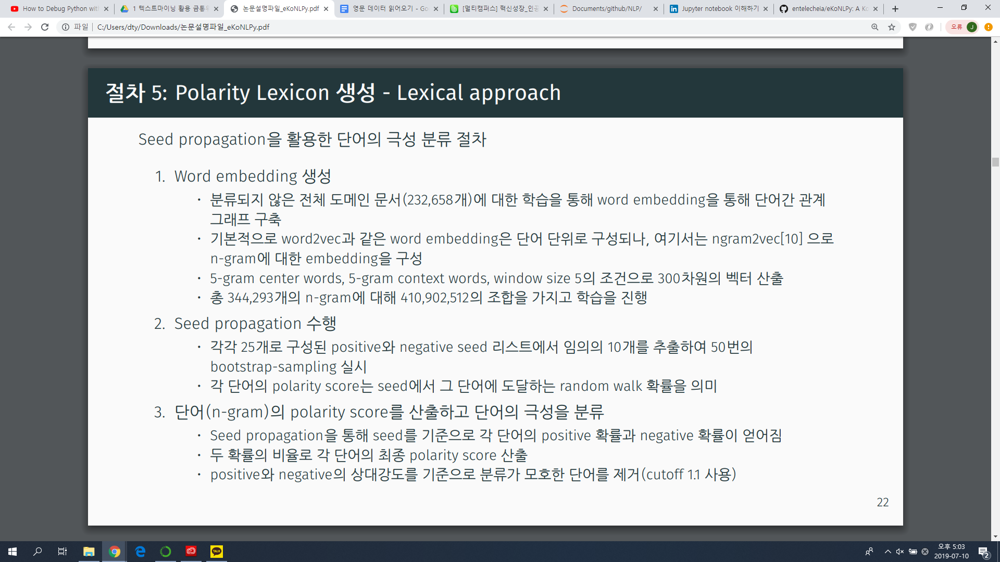 How to Debug Python wit
1 텍스트마이닝 활용 금통위
논문설명파일_eKoNLPy.pdf
영문 데이터 읽어오기 - Go
[멀티캠퍼스] 혁신성장_인공
Documents/github/NLP/
Jupyter notebook 이해하기
entelecheia/eKoNLPy: A Ko
파일
C:/Users/dty/Downloads/논문설명파일_eKoNLPy.pdf
오류
J
절차 5: Polarity Lexicon 생성 - Lexical approach
Seed propagation을 활용한 단어의 극성 분류 절차
1. Word embedding 생성
• 분류되지 않은 전체 도메인 문서(232,658개)에 대한 학습을 통해 word embedding을 통해 단어간 관계
그래프 구축
• 기본적으로 word2vec과 같은 word embedding은 단어 단위로 구성되나, 여기서는 ngram2vec[10] 으로
n-gram에 대한 embedding을 구성
• 5-gram center words, 5-gram context words, window size 5의 조건으로 300차원의 벡터 산출
• 총 344,293개의 n-gram에 대해 410,902,512의 조합을 가지고 학습을 진행
2. Seed propagation 수행
• 각각 25개로 구성된 positive와 negative seed 리스트에서 임의의 10개를 추출하여 50번의
bootstrap-sampling 실시
• 각 단어의 polarity score는 seed에서 그 단어에 도달하는 random walk 확률을 의미
3. 단어(n-gram)의 polarity score를 산출하고 단어의 극성을 분류
• Seed propagation을 통해 seed를 기준으로 각 단어의 positive 확률과 negative 확률이 얻어짐
• 두 확률의 비율로 각 단어의 최종 polarity score 산출
• positive와 negative의 상대강도를 기준으로 분류가 모호한 단어를 제거(cutoff 1.1 사용)
22
TALK
오후 5:03
2019-07-10
2